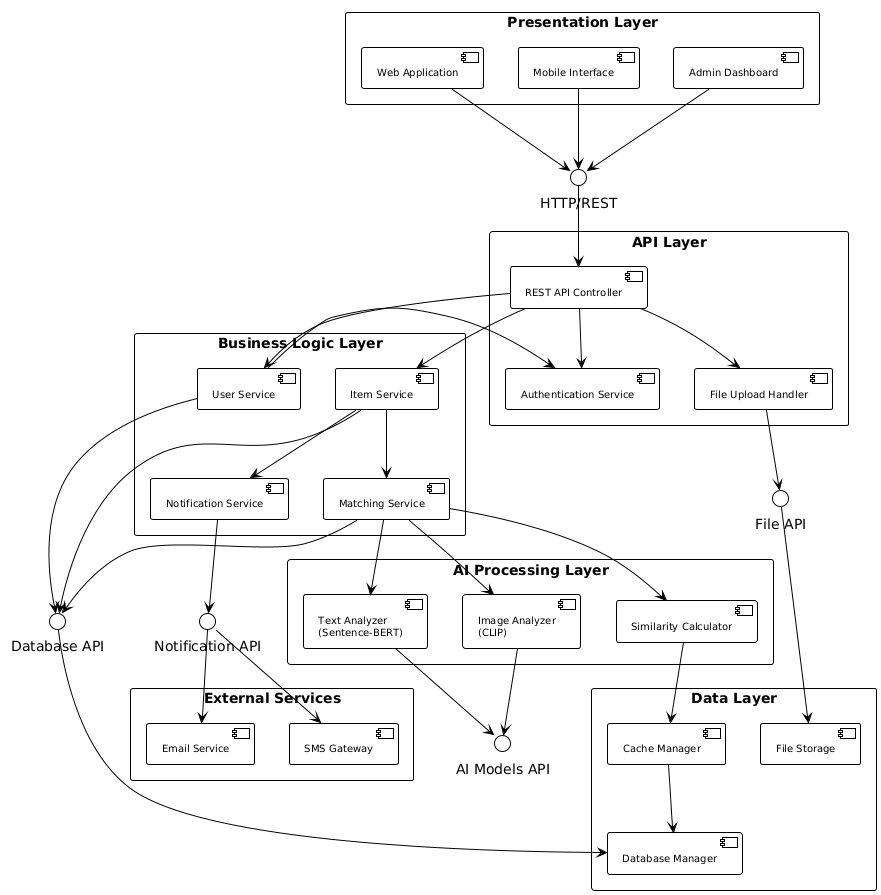 Presentation Layer
Web Application
Mobile Interface
Admin Dashboard
HTTP/REST
API Layer
REST API Controller
Business Logic Layer
User Service
Item Service
Authentication Service
File Upload Handler
Notification Service
Matching Service
File API
AI Processing Layer
Text Analyzer
(Sentence-BERT)
Image Analyzer
(CLIP)
Similarity Calculator
Database API
Notification API
External Services
Data Layer
Email Service
SMS Gateway
Cache Manager
File Storage
AI Models API
Database Manager